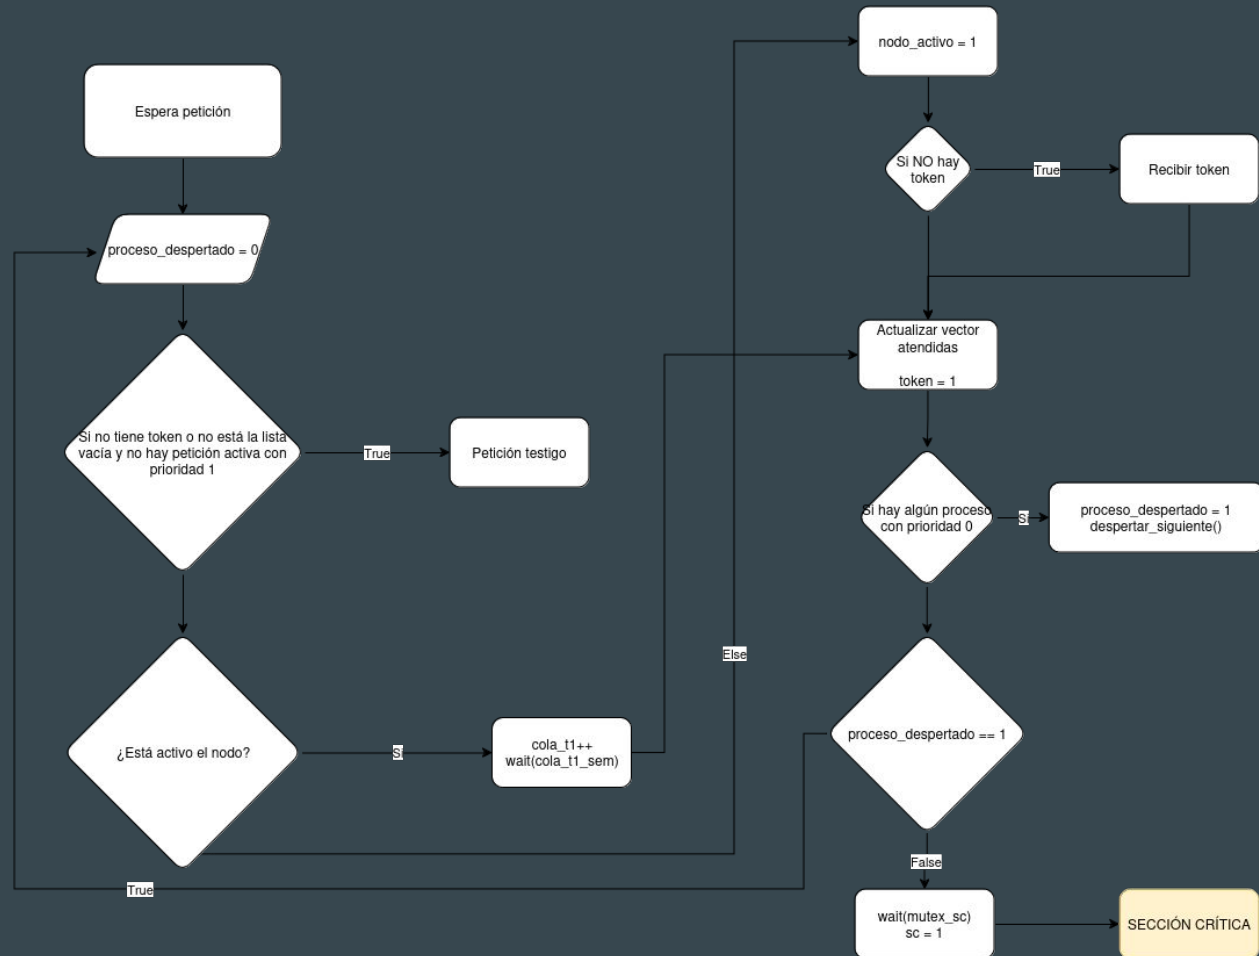 Espera petición
proceso_despertado = 0
Si no tiene token o no está la lista
vacía y no hay petición activa con
prioridad 1
True
Petición testigo
¿Está activo el nodo?
Sí
cola_t1++
wait(cola_t1_sem)
Else
True
nodo_activo = 1
Si NO hay
token
True
Recibir token
Actualizar vector
atendidas
token = 1
Si hay algún proceso
con prioridad 0
Sí
proceso_despertado = 1
despertar_siguiente()
proceso_despertado == 1
False
wait(mutex_sc)
sc = 1
SECCIÓN CRÍTICA